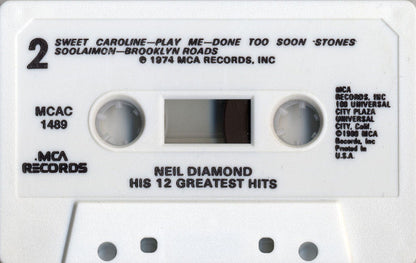 2
SWEET CAROLINE—PLAY ME—DONE TOO SOON STONES
SOOLAIMON—BROOKLYN ROADS
℗ 1974 MCA RECORDS, INC
MCAC
1489
MCA
RECORDS
MCA
RECORDS, INC
100 UNIVERSAL
CITY PLAZA
UNIVERSAL
CITY, Calif.
MCA
Records, Inc
Printed in
U.S.A
NEIL DIAMOND
HIS 12 GREATEST HITS